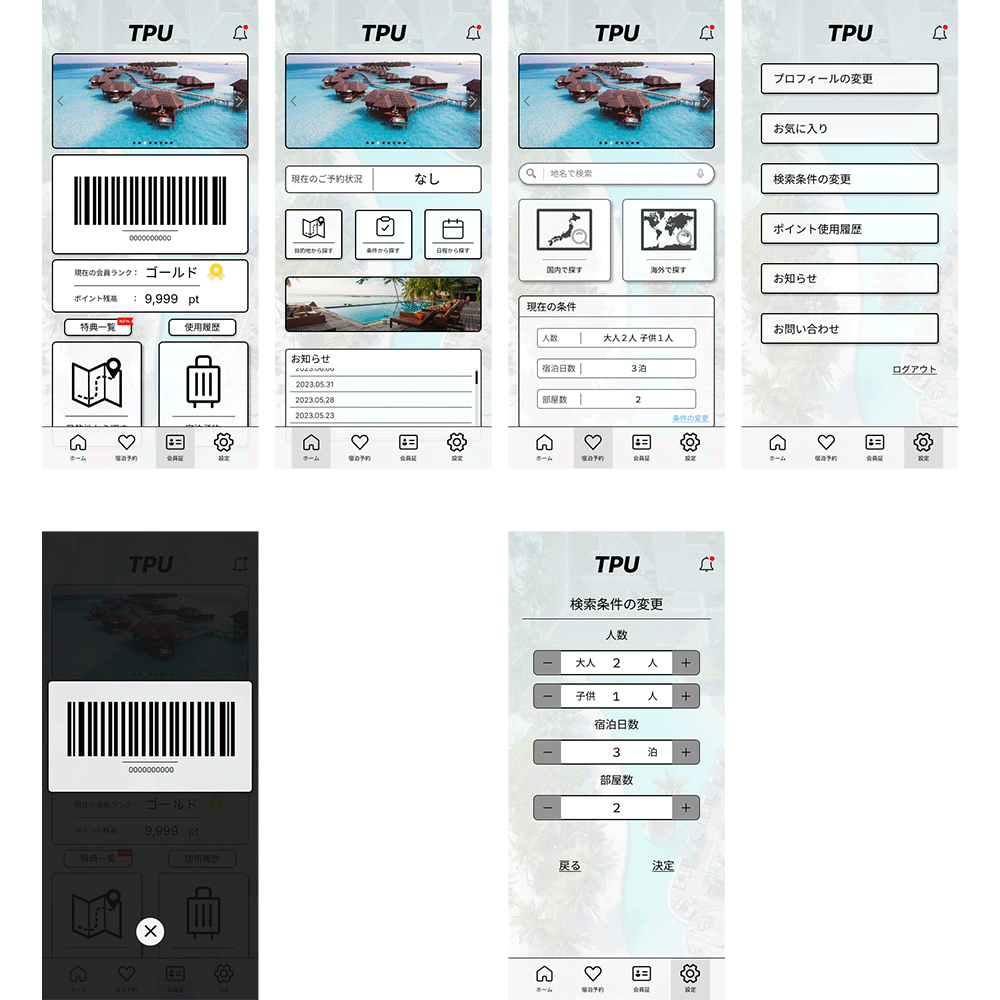 TPU
0000000000
現在の会員ランク： ゴールド
ポイント残高 ： 9,999 pt
特典一覧 NEW 使用履歴
目的地から探す 宿泊予約
ホーム 宿泊予約 会員証 設定
TPU
現在のご予約状況 なし
目的地から探す 条件から探す 日程から探す
お知らせ
2023.06.06
2023.05.31
2023.05.28
2023.05.23
ホーム 宿泊予約 会員証 設定
TPU
地名で検索
国内で探す 海外で探す
現在の条件
人数 大人２人 子供１人
宿泊日数 ３泊
部屋数 ２
条件の変更
ホーム 宿泊予約 会員証 設定
TPU
プロフィールの変更
お気に入り
検索条件の変更
ポイント使用履歴
お知らせ
お問い合わせ
ログアウト
ホーム 宿泊予約 会員証 設定
TPU
0000000000
現在の会員ランク： ゴールド
ポイント残高 ： 9,999 pt
特典一覧 使用履歴
ホーム 宿泊予約 会員証 設定
TPU
検索条件の変更
人数
− 大人 2 人 +
− 子供 1 人 +
宿泊日数
− 3 泊 +
部屋数
− 2 +
戻る 決定
ホーム 宿泊予約 会員証 設定